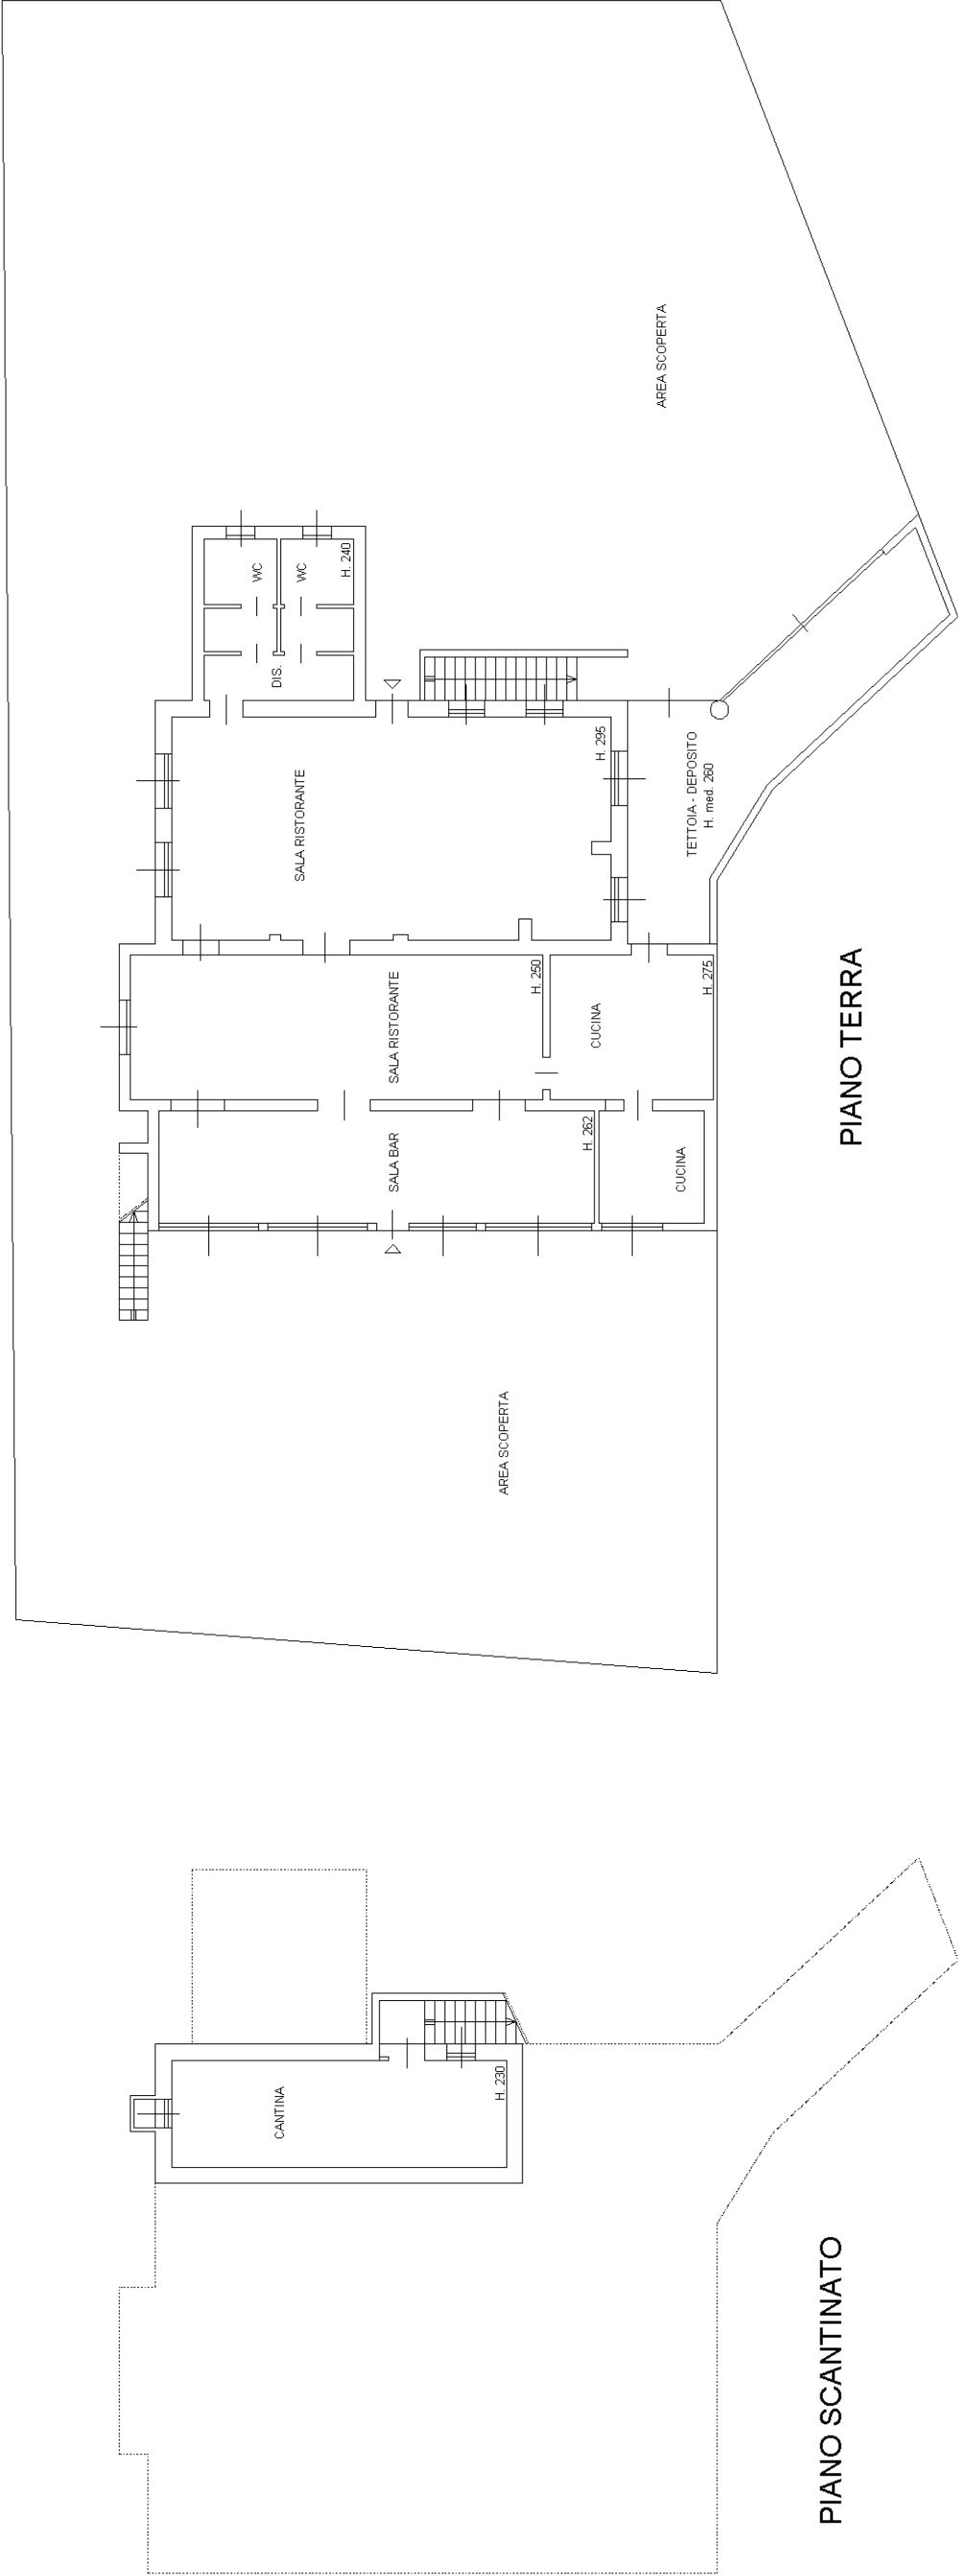 AREA SCOPERTA
WC
WC
H. 240
DIS.
SALA RISTORANTE
H. 295
TETTOIA - DEPOSITO
H. med. 260
SALA RISTORANTE
H. 250
CUCINA
H. 275
SALA BAR
H. 262
CUCINA
AREA SCOPERTA
PIANO TERRA
CANTINA
H. 230
PIANO SCANTINATO